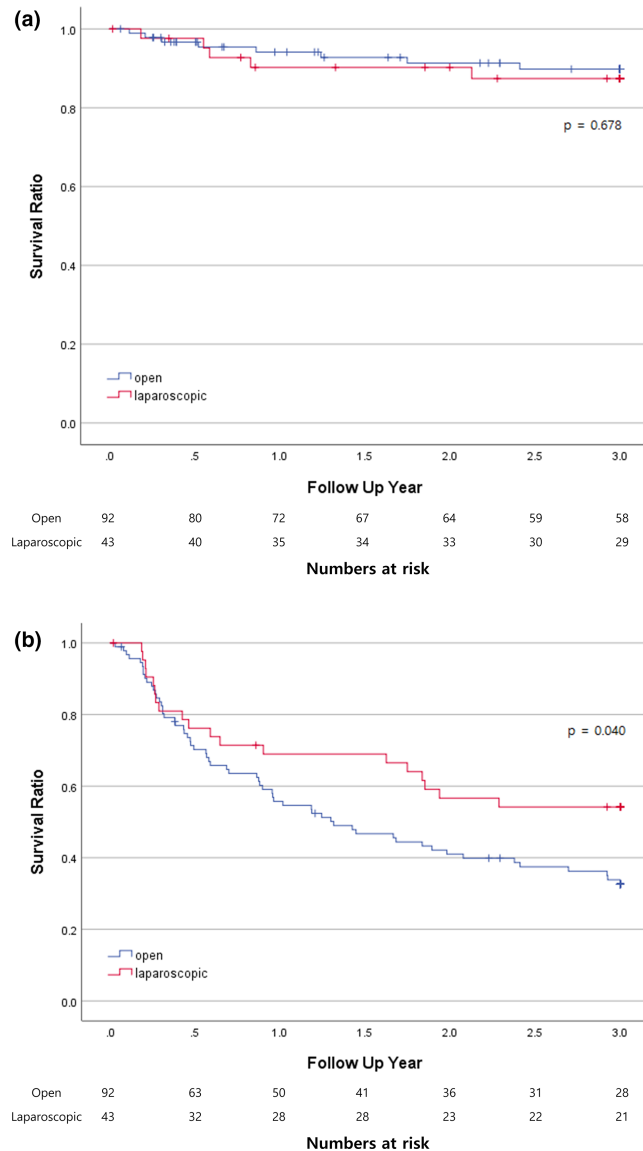 (a)
1.0
0.8
p = 0.678
0.6
Survival Ratio
0.4
0.2
open
laparoscopic
0.0
.0 .5 1.0 1.5 2.0 2.5 3.0
Follow Up Year
Open 92 80 72 67 64 59 58
Laparoscopic 43 40 35 34 33 30 29
Numbers at risk
(b)
1.0
0.8
p = 0.040
0.6
Survival Ratio
0.4
0.2
open
laparoscopic
0.0
.0 .5 1.0 1.5 2.0 2.5 3.0
Follow Up Year
Open 92 63 50 41 36 31 28
Laparoscopic 43 32 28 28 23 22 21
Numbers at risk